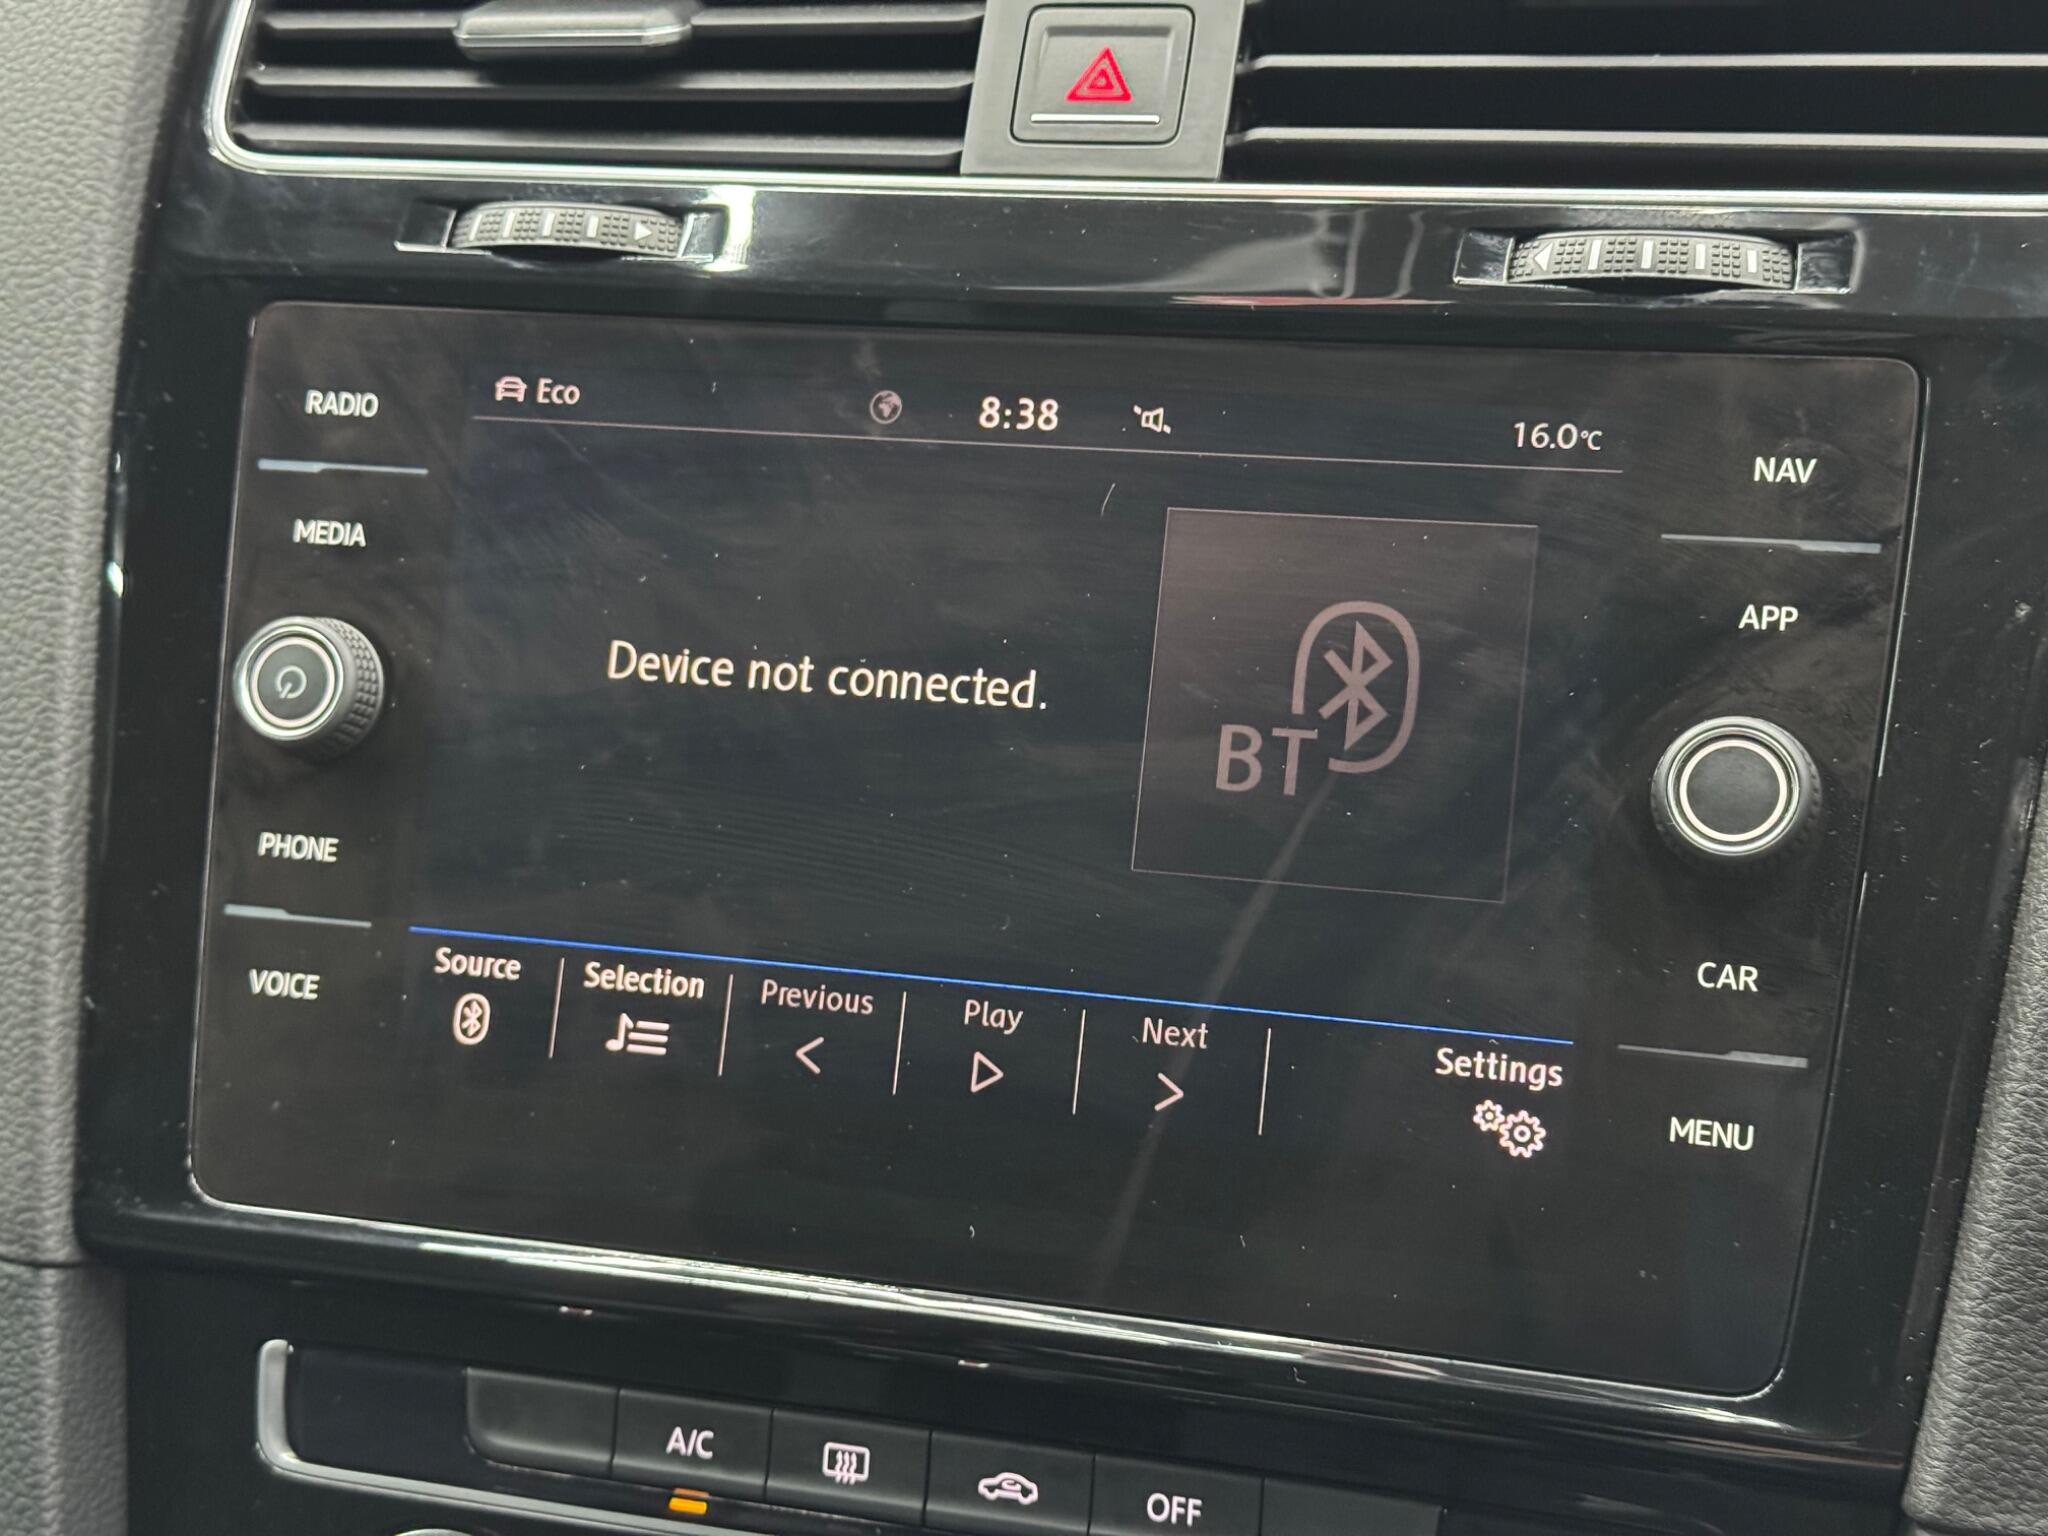 Eco
8:38
16.0°C
RADIO
MEDIA
PHONE
VOICE
NAV
APP
CAR
MENU
Device not connected.
BT
Source
Selection
Previous
Play
Next
Settings
A/C
OFF